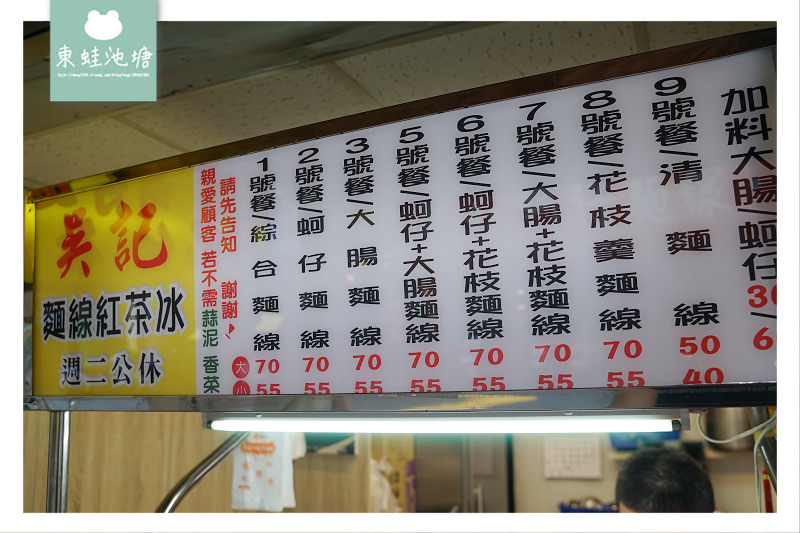 東蛙池塘
吳記
麵線紅茶冰
週二公休
親愛顧客 若不需蒜泥 香菜
請先告知 謝謝!
1號餐/綜合麵線 大70 小55
2號餐/蚵仔麵線 70 55
3號餐/大腸麵線 70 55
5號餐/蚵仔+大腸麵線 70 55
6號餐/蚵仔+花枝麵線 70 55
7號餐/大腸+花枝麵線 70 55
8號餐/花枝羹麵線 70 55
9號餐/清麵線 50 40
加料大腸/蚵仔